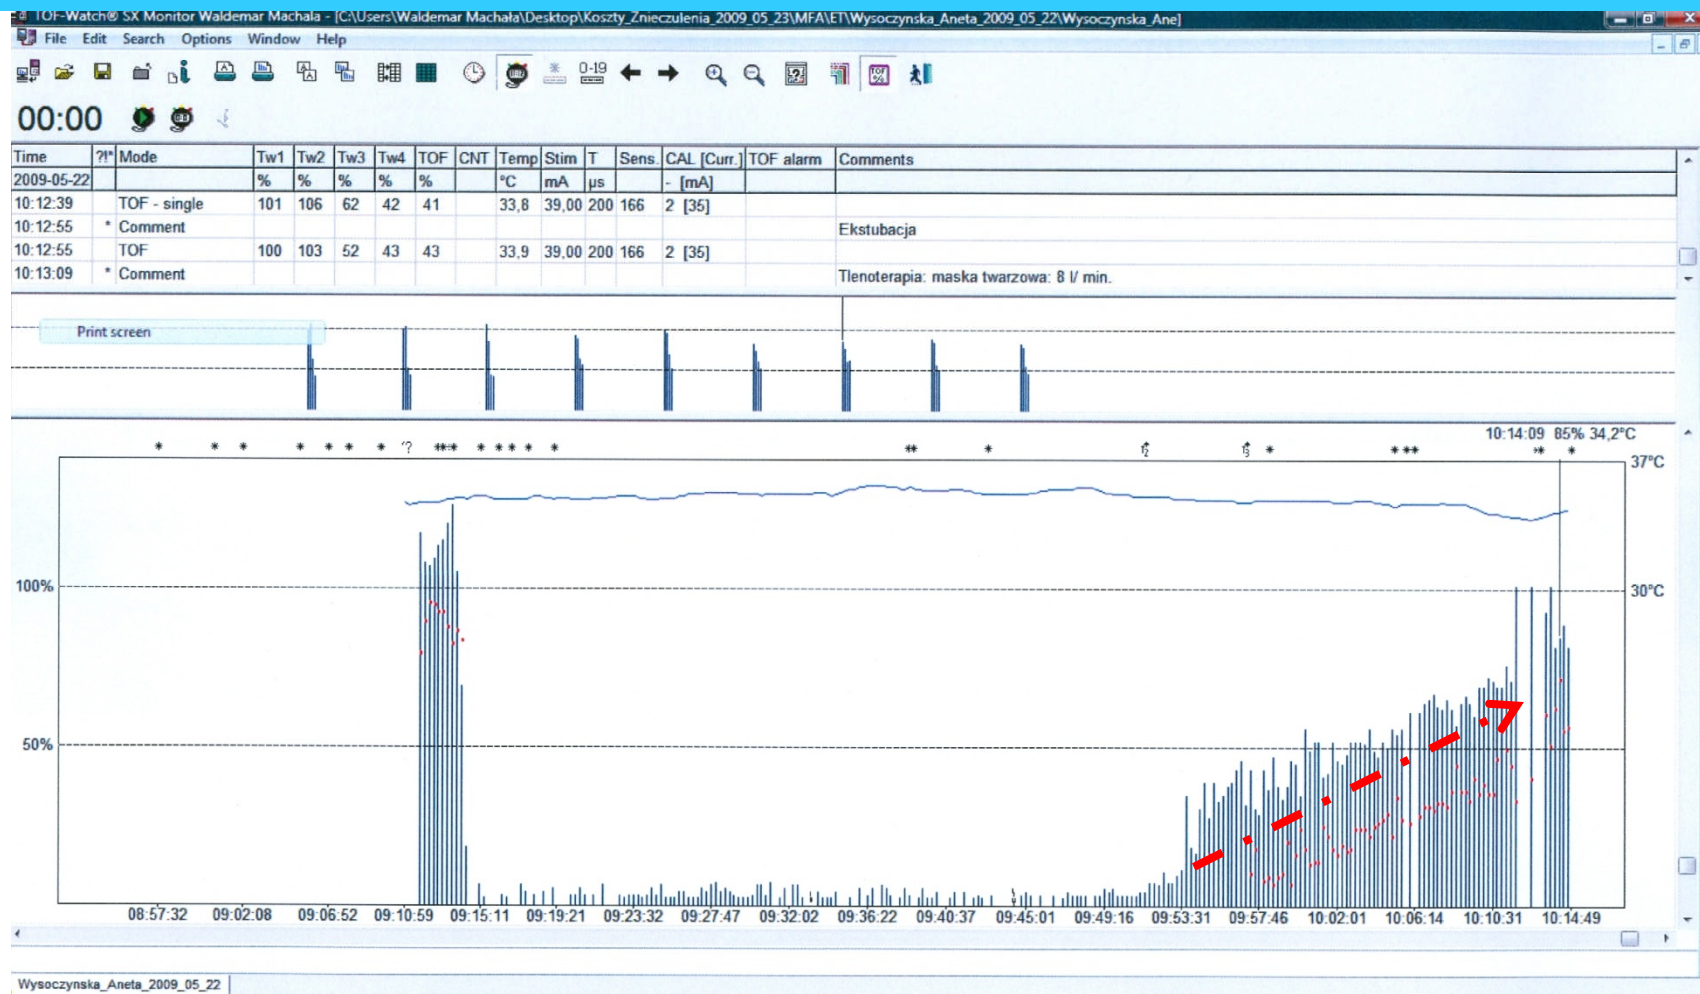 TOF-Watch® SX Monitor Waldemar Machala - [C:\Users\Waldemar Machała\Desktop\Koszty_Znieczulenia_2009_05_23\MFA\ET\Wysoczynska_Aneta_2009_05_22\Wysoczynska_Ane]
File Edit Search Options Window Help
0-19
00:00
Time ?!* Mode Tw1 Tw2 Tw3 Tw4 TOF CNT Temp Stim T Sens. CAL [Curr.] TOF alarm Comments
2009-05-22 % % % % % °C mA µs - [mA]
10:12:39 TOF - single 101 106 62 42 41 33,8 39,00 200 166 2 [35]
10:12:55 * Comment Ekstubacja
10:12:55 TOF 100 103 52 43 43 33,9 39,00 200 166 2 [35]
10:13:09 * Comment Tlenoterapia: maska twarzowa: 8 l/ min.
Print screen
10:14:09 85% 34,2°C
37°C
100% 30°C
50%
08:57:32 09:02:08 09:06:52 09:10:59 09:15:11 09:19:21 09:23:32 09:27:47 09:32:02 09:36:22 09:40:37 09:45:01 09:49:16 09:53:31 09:57:46 10:02:01 10:06:14 10:10:31 10:14:49
Wysoczynska_Aneta_2009_05_22